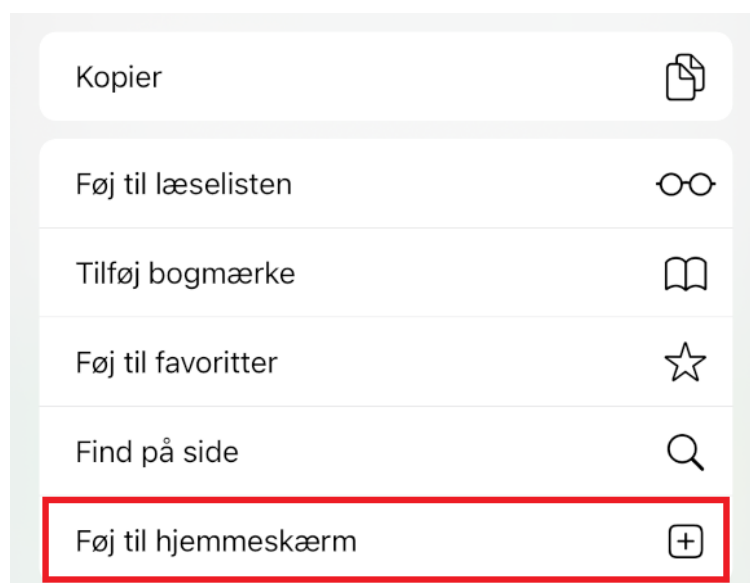 Kopier
Føj til læselisten
Tilføj bogmærke
Føj til favoritter
Find på side
Føj til hjemmeskærm